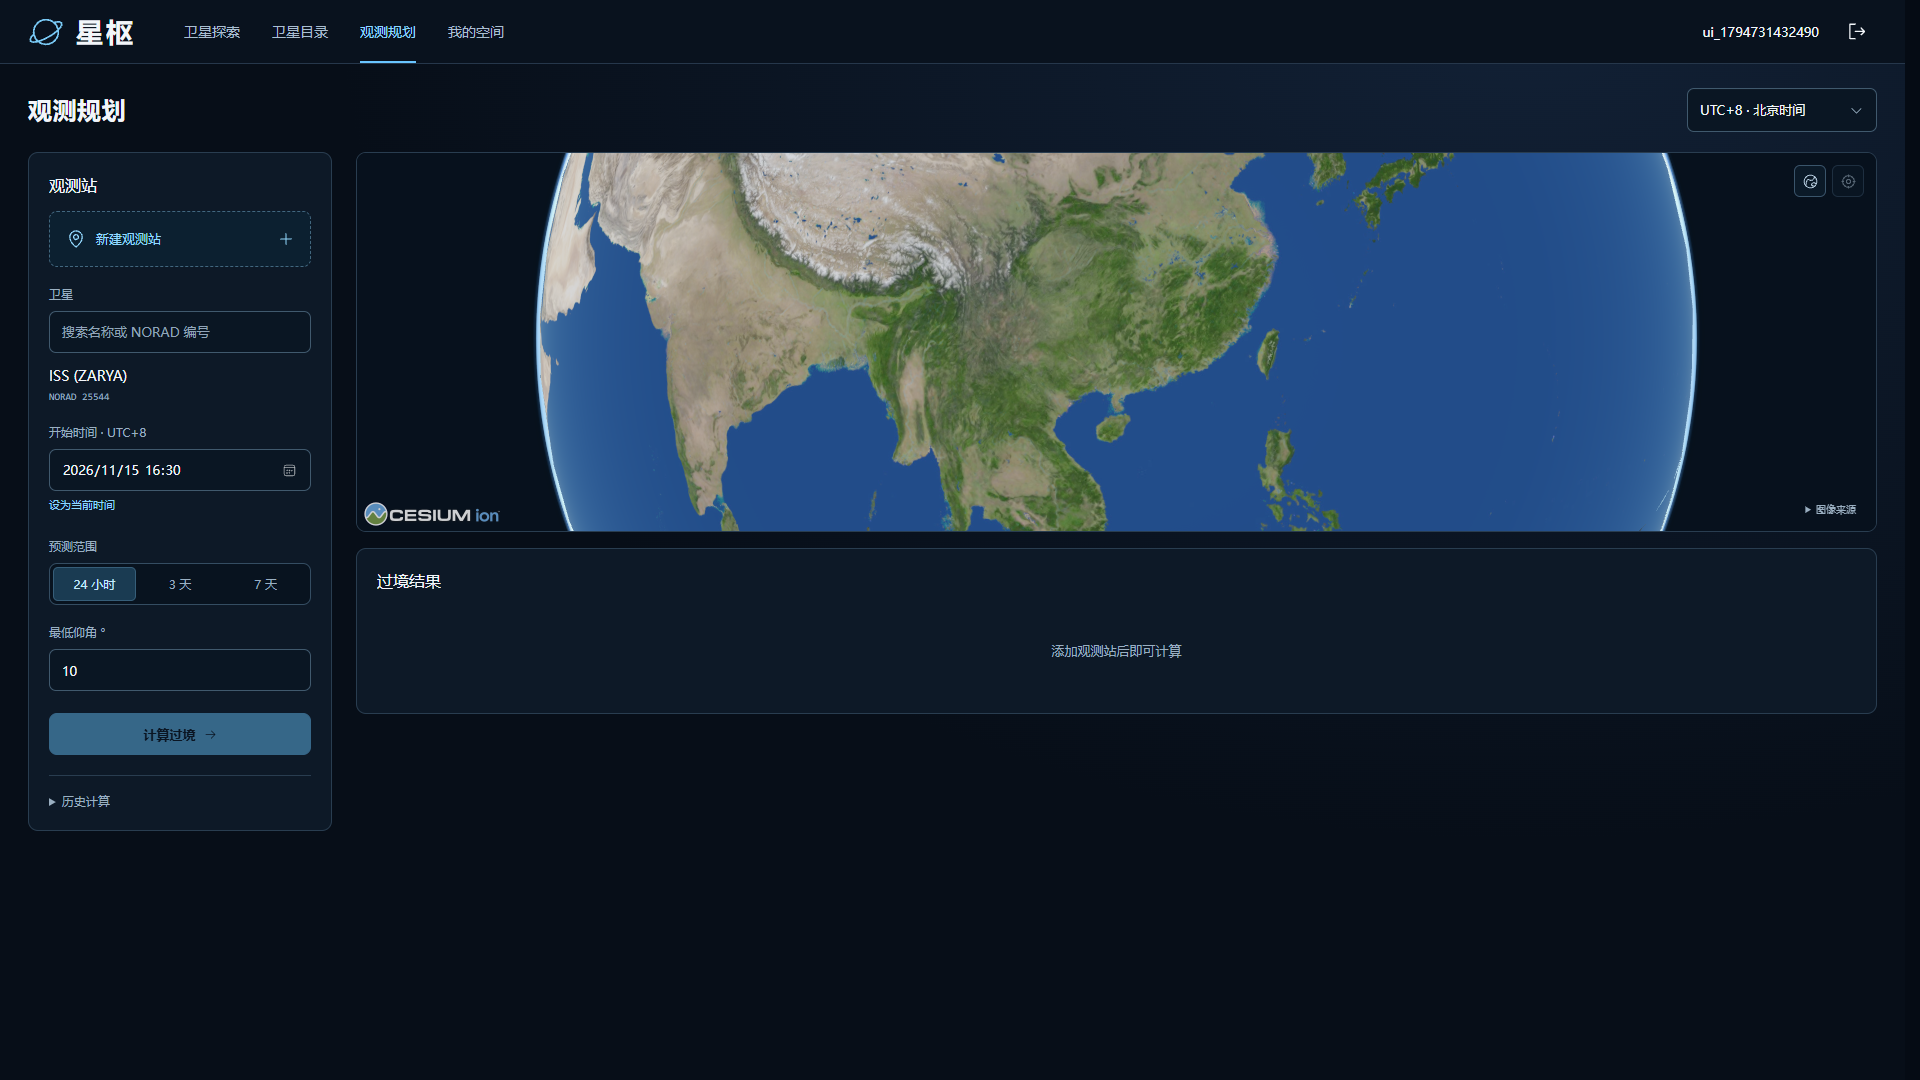 星枢
卫星探索
卫星目录
观测规划
我的空间
ui_1794731432490
观测规划
UTC+8 · 北京时间
观测站
新建观测站
卫星
搜索名称或 NORAD 编号
ISS (ZARYA)
NORAD 25544
开始时间 · UTC+8
2026/11/15 16:30
设为当前时间
预测范围
24 小时
3 天
7 天
最低仰角 °
10
计算过境 →
历史计算
CESIUM ion
图像来源
过境结果
添加观测站后即可计算